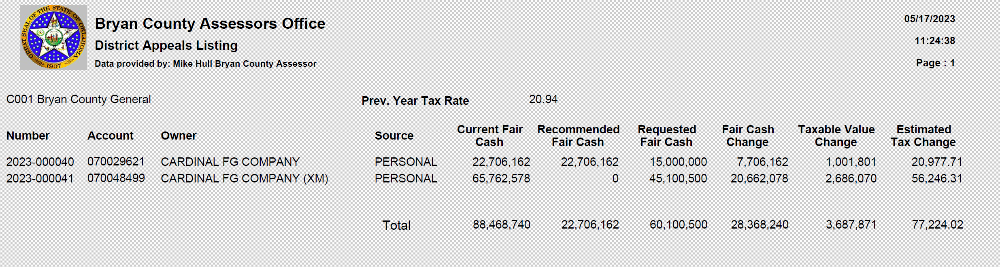 GREAT SEAL OF THE STATE OF OKLAHOMA
1907
Bryan County Assessors Office
District Appeals Listing
Data provided by: Mike Hull Bryan County Assessor
05/17/2023
11:24:38
Page : 1
C001 Bryan County General Prev. Year Tax Rate 20.94
Number Account Owner Source Current Fair Cash Recommended Fair Cash Requested Fair Cash Fair Cash Change Taxable Value Change Estimated Tax Change
2023-000040 070029621 CARDINAL FG COMPANY PERSONAL 22,706,162 22,706,162 15,000,000 7,706,162 1,001,801 20,977.71
2023-000041 070048499 CARDINAL FG COMPANY (XM) PERSONAL 65,762,578 0 45,100,500 20,662,078 2,686,070 56,246.31
Total 88,468,740 22,706,162 60,100,500 28,368,240 3,687,871 77,224.02